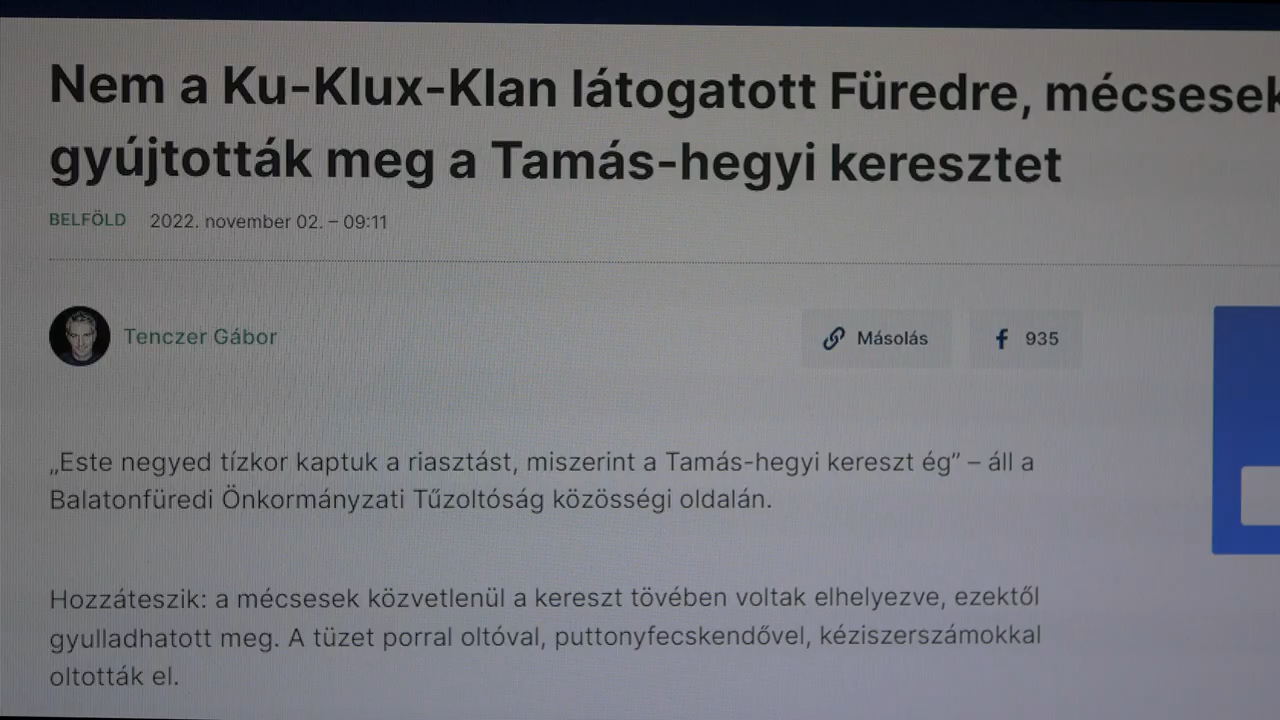 Nem a Ku-Klux-Klan látogatott Füredre, mécsesek
gyújtották meg a Tamás-hegyi keresztet
BELFÖLD 2022. november 02. – 09:11
Tenczer Gábor
Másolás
935
„Este negyed tízkor kaptuk a riasztást, miszerint a Tamás-hegyi kereszt ég” – áll a
Balatonfüredi Önkormányzati Tűzoltóság közösségi oldalán.
Hozzáteszik: a mécsesek közvetlenül a kereszt tövében voltak elhelyezve, ezektől
gyulladhatott meg. A tüzet porral oltóval, puttonyfecskendővel, kéziszerszámokkal
oltották el.